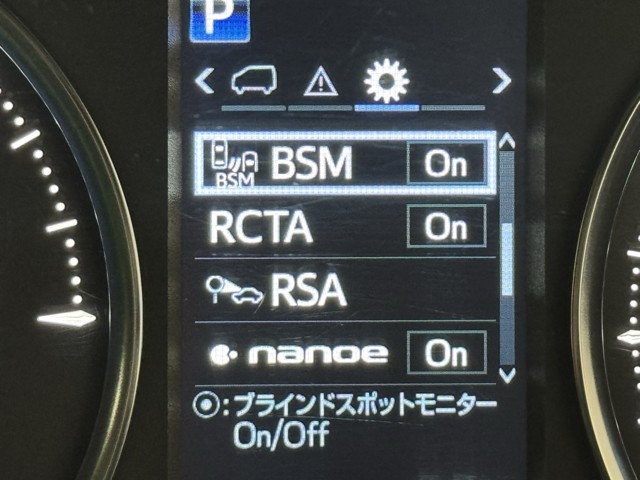 P
BSM BSM On
RCTA On
RSA
nanoe On
⦿:ブラインドスポットモニター
On/Off